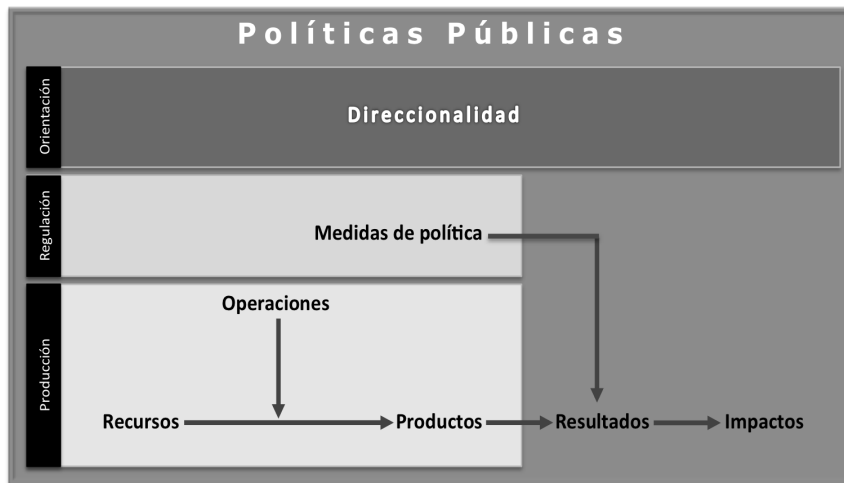 Políticas Públicas
Orientación
Direccionalidad
Regulación
Medidas de política
Producción
Operaciones
Recursos
Productos
Resultados
Impactos